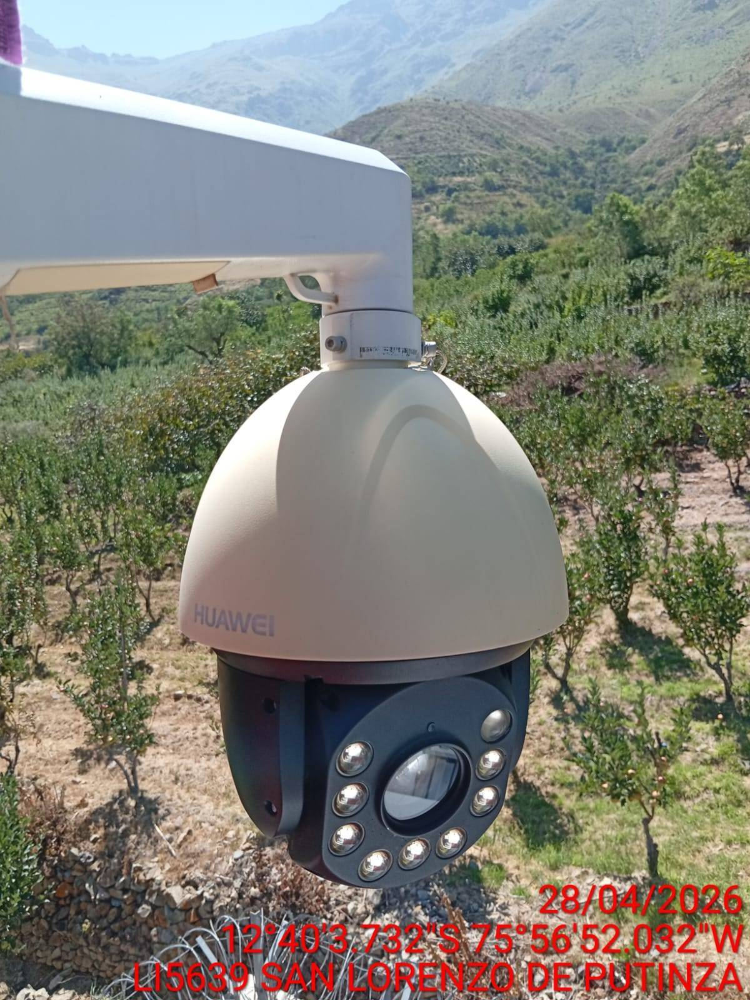 HUAWEI
28/04/2026
12°40'3.732"S 75°56'52.032"W
LI5639 SAN LORENZO DE PUTINZA